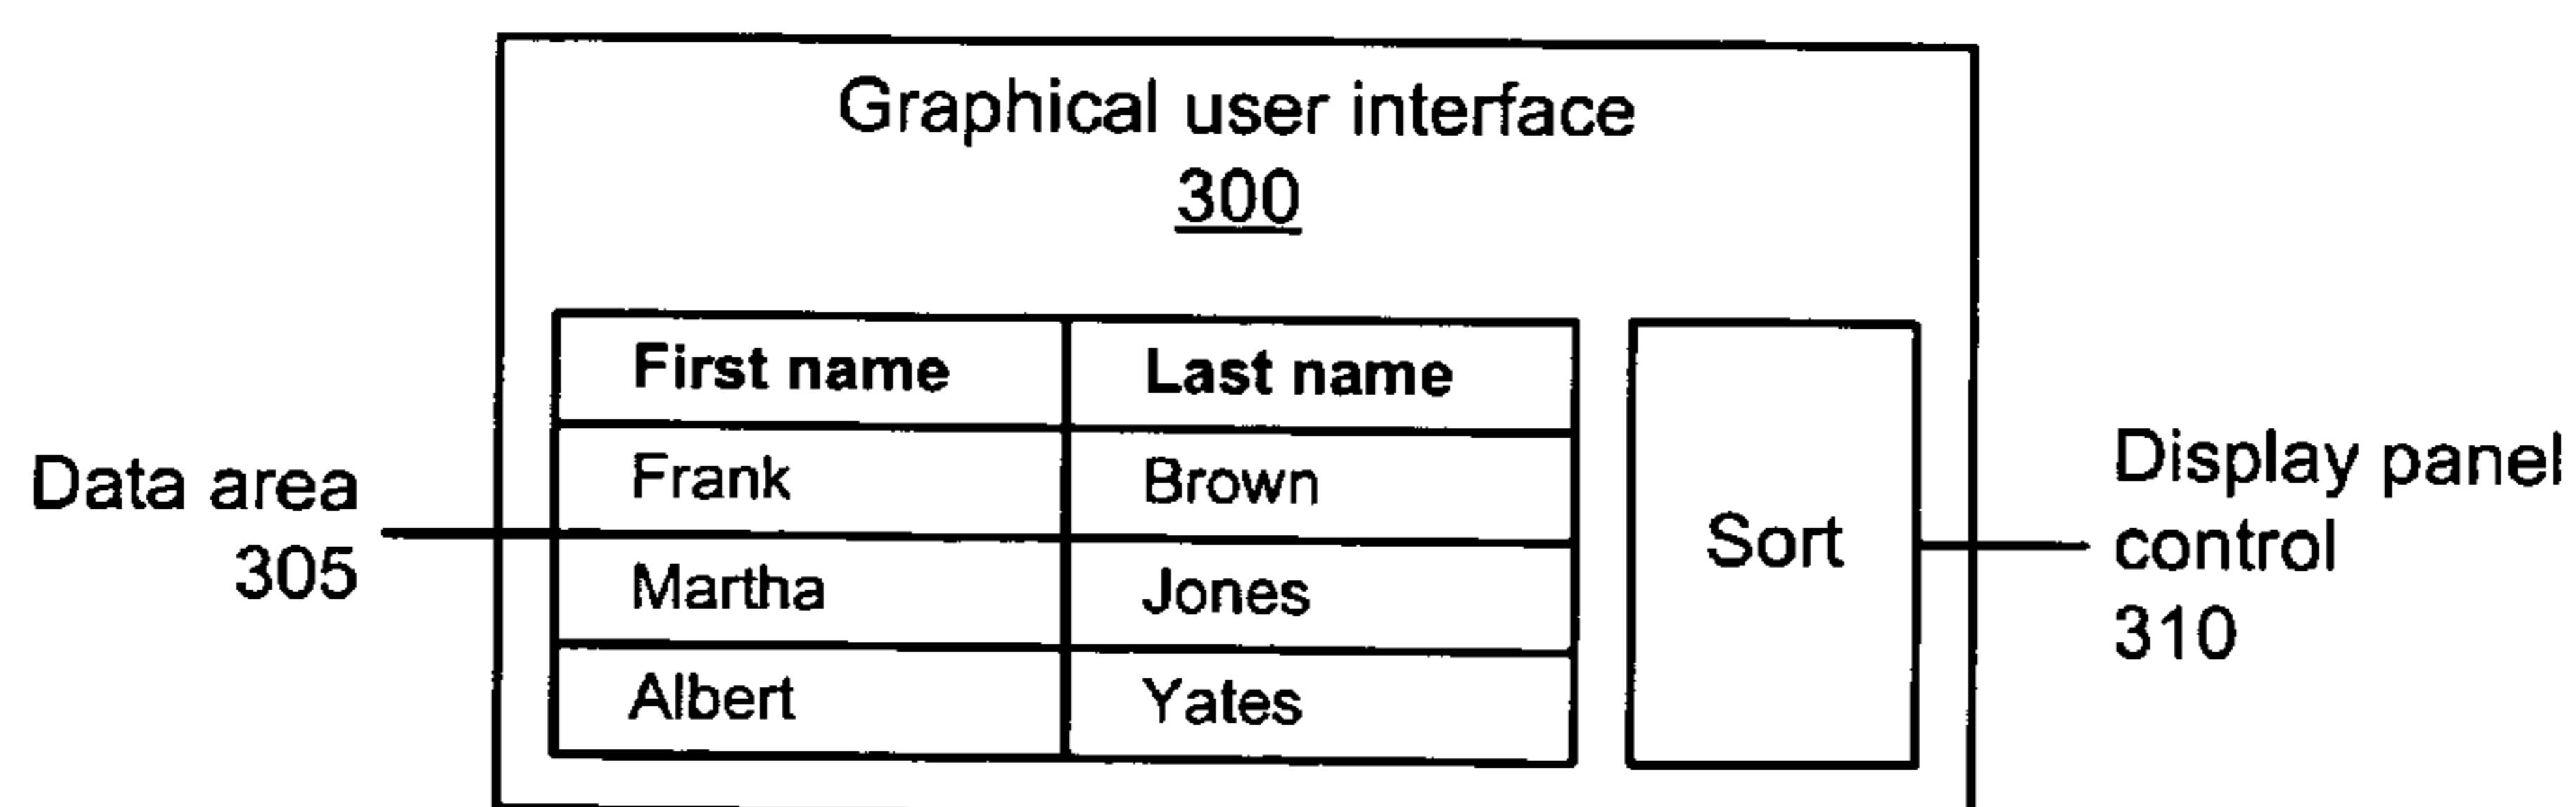 Graphical user interface
300
First name Last name
Frank Brown
Martha Jones
Albert Yates
Sort
Data area
305
Display panel
control
310